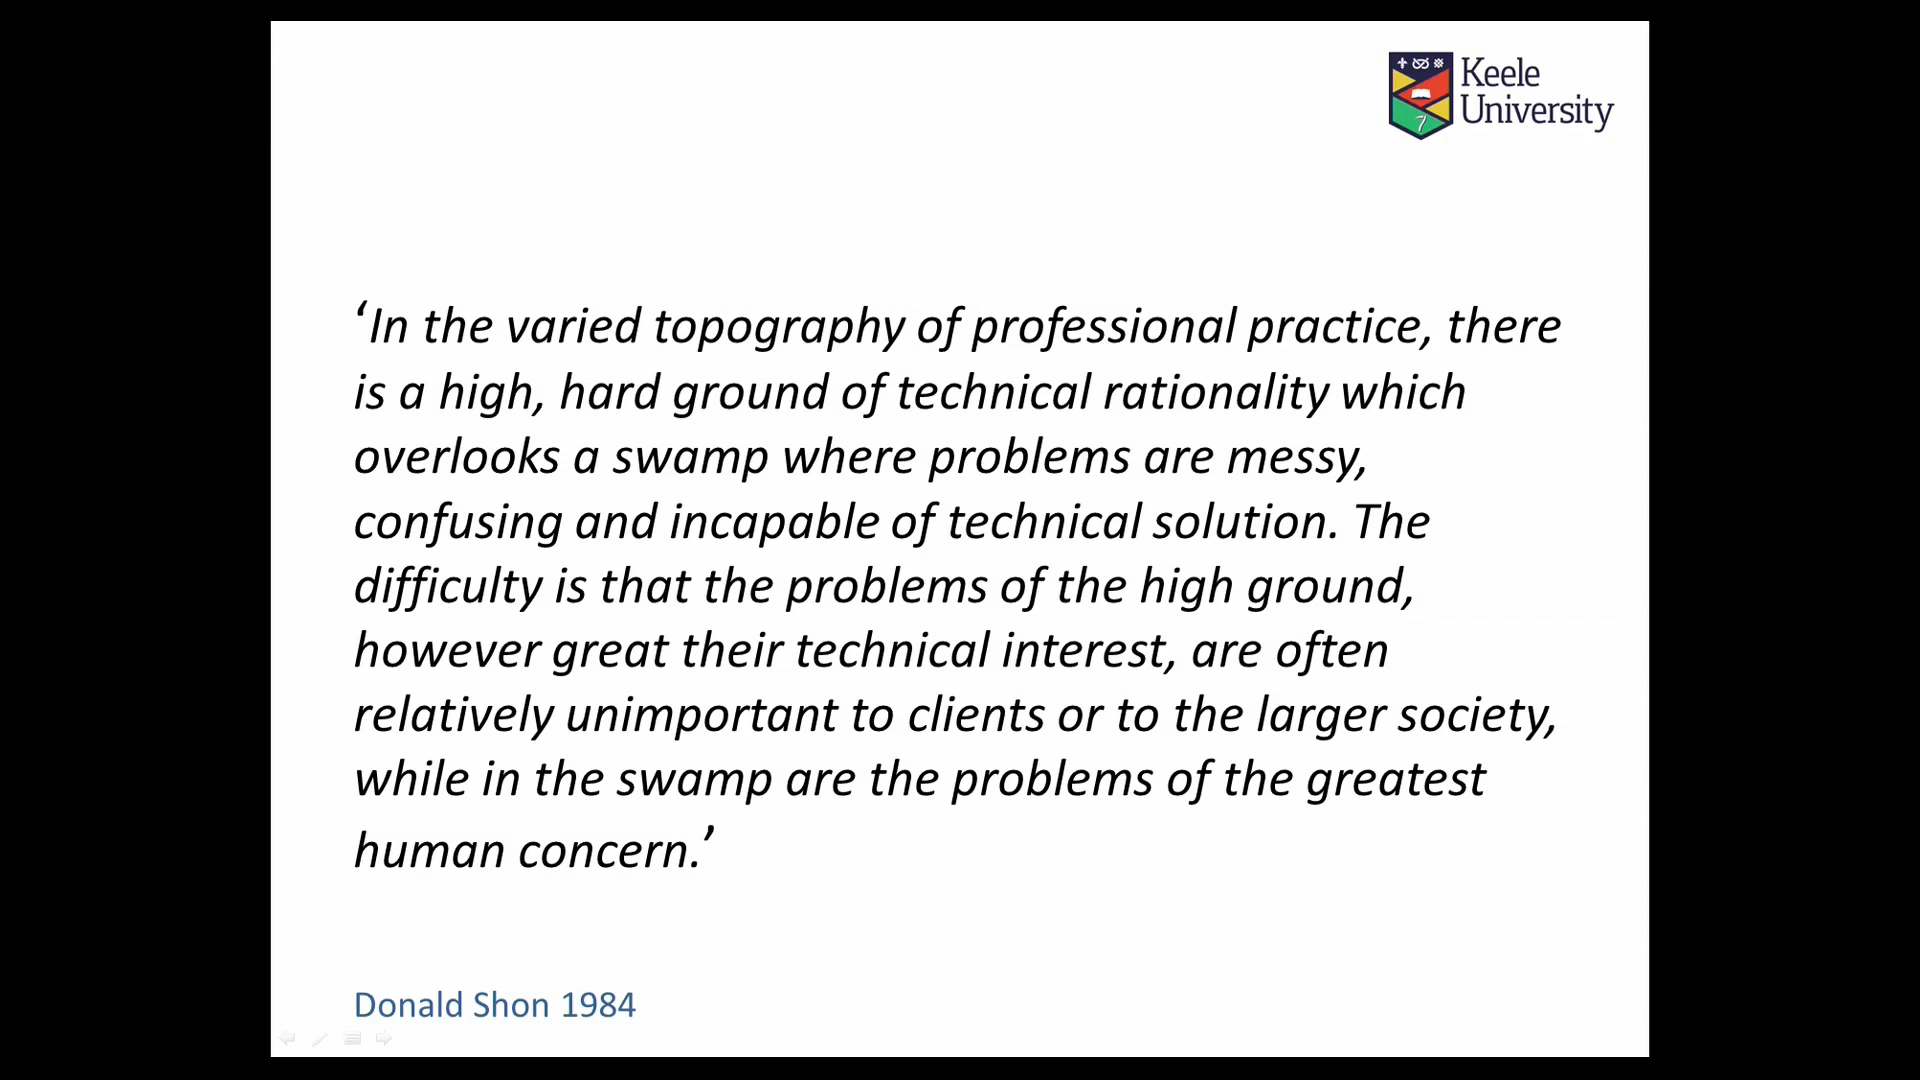 Keele
University
‘In the varied topography of professional practice, there
is a high, hard ground of technical rationality which
overlooks a swamp where problems are messy,
confusing and incapable of technical solution. The
difficulty is that the problems of the high ground,
however great their technical interest, are often
relatively unimportant to clients or to the larger society,
while in the swamp are the problems of the greatest
human concern.’
Donald Shon 1984